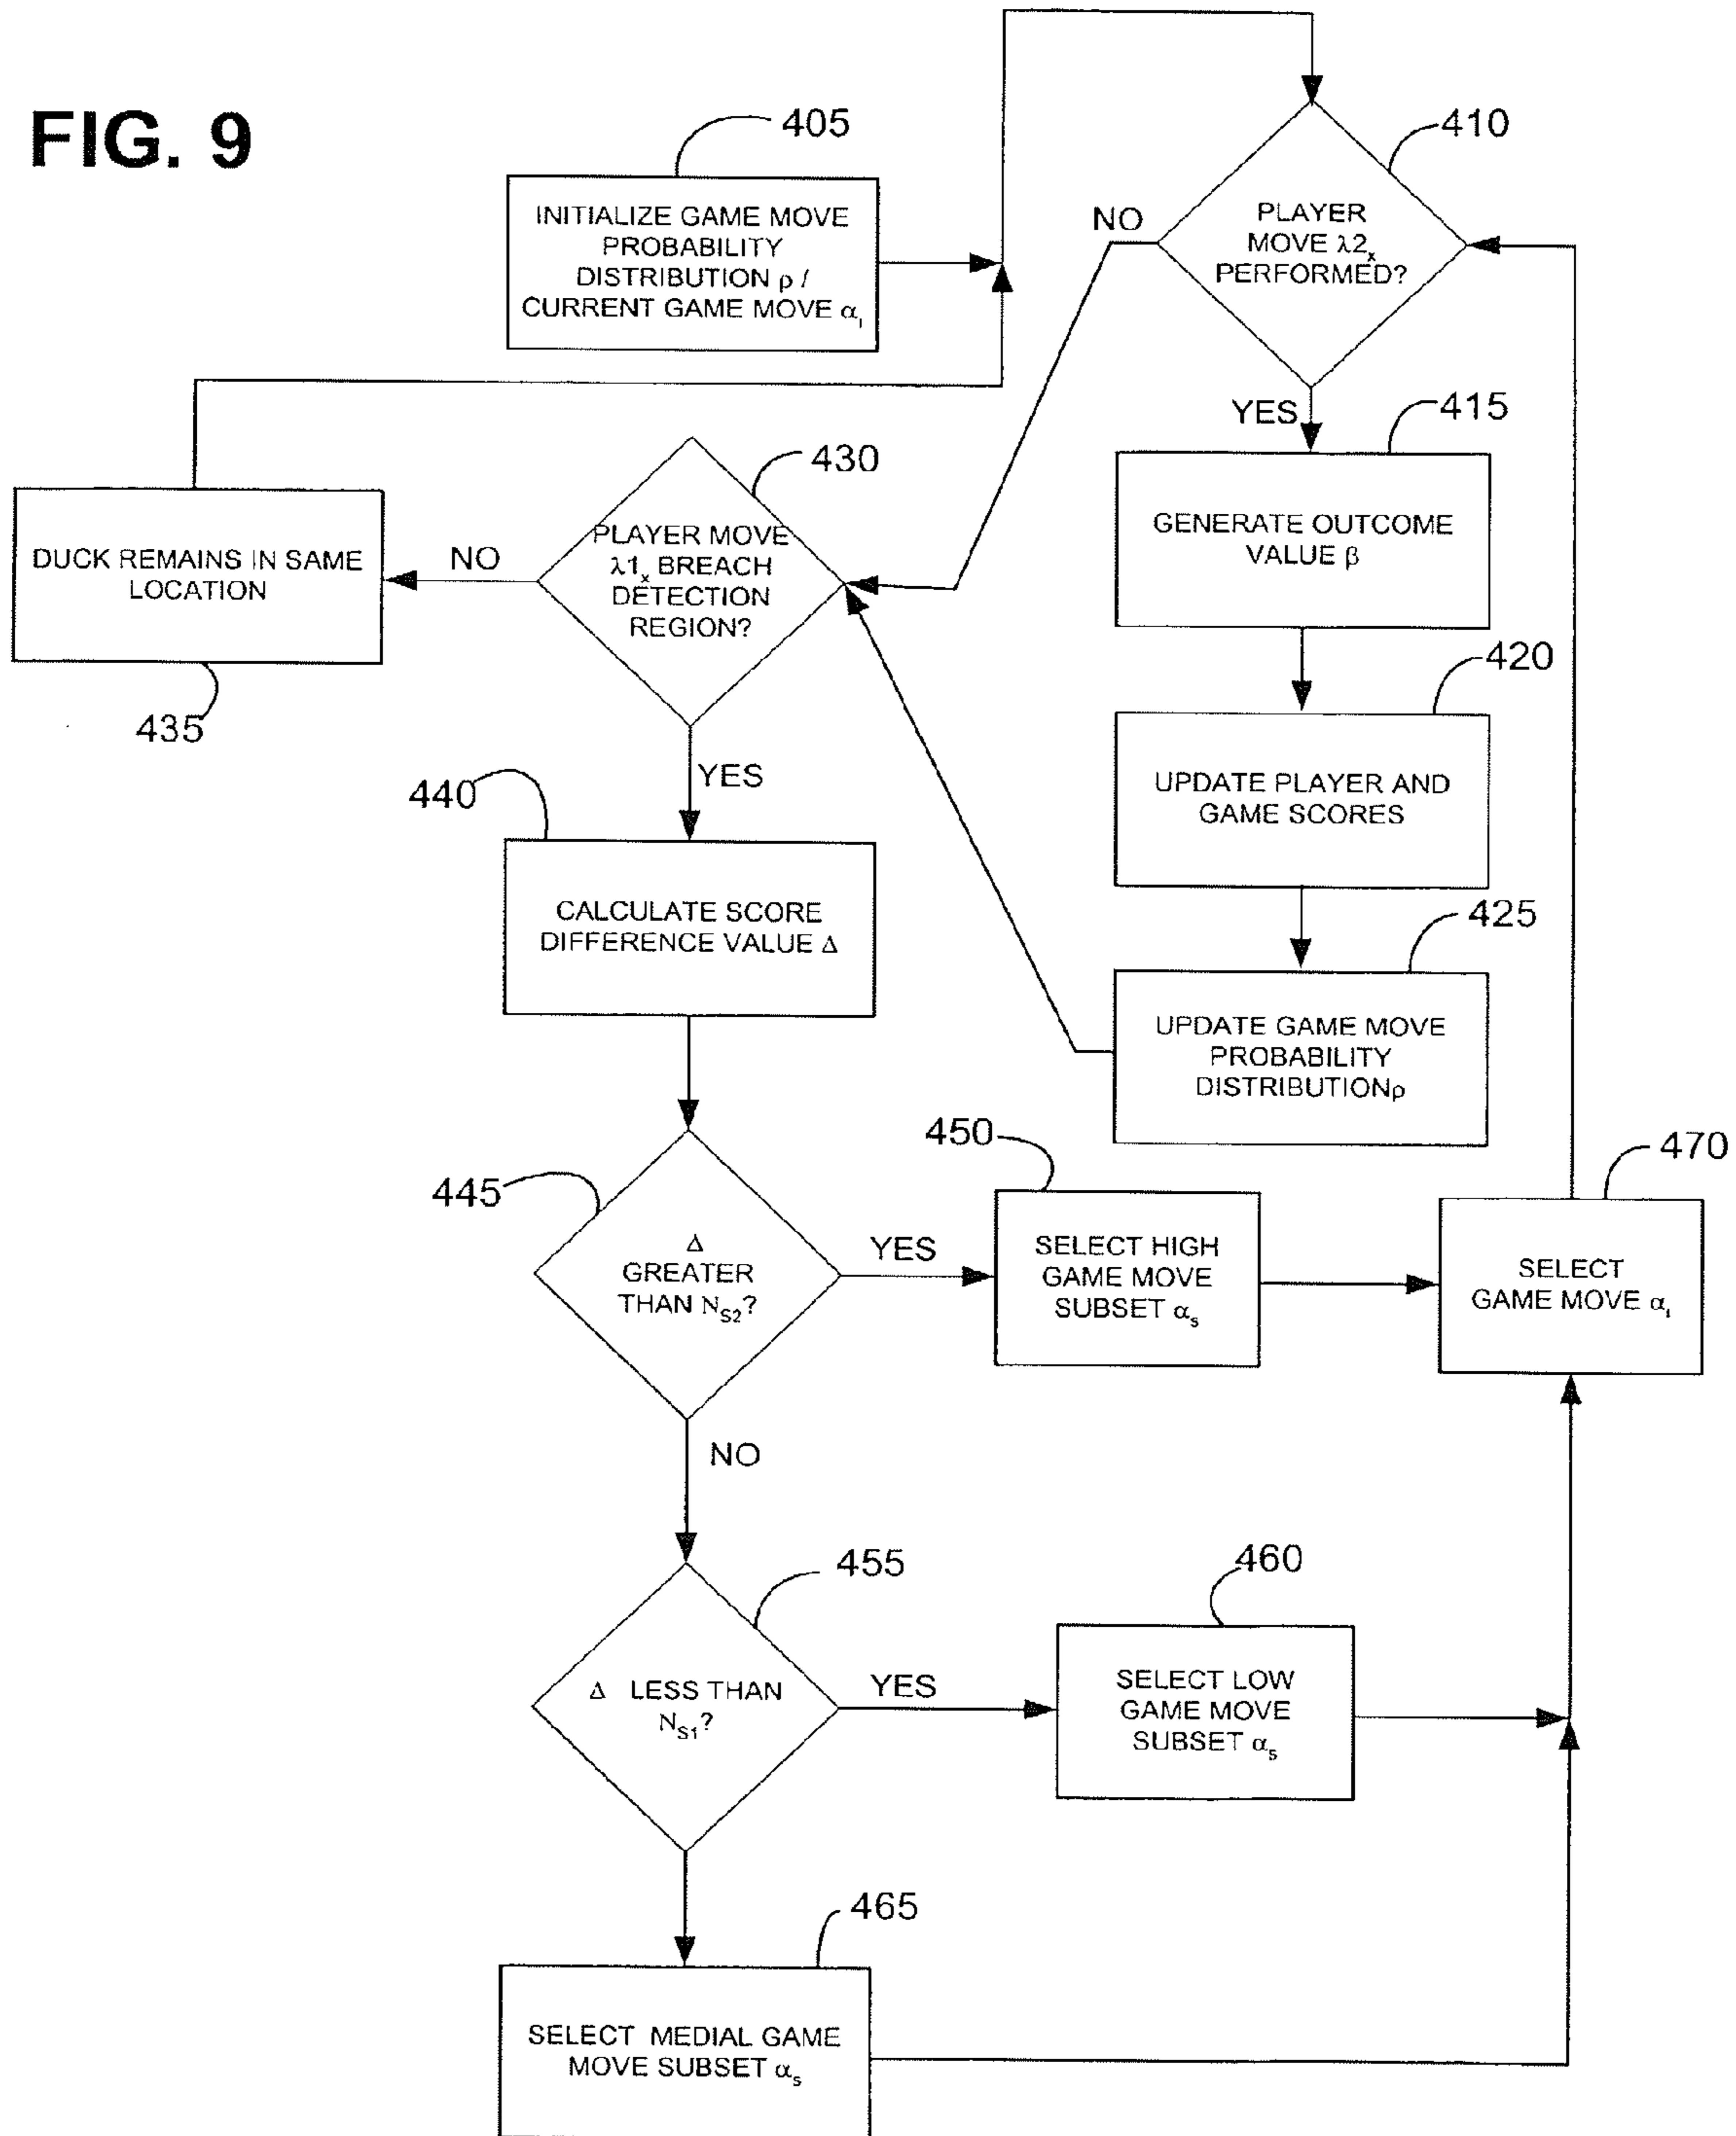 FIG. 9
405
INITIALIZE GAME MOVE
PROBABILITY
DISTRIBUTION ρ /
CURRENT GAME MOVE αᵢ
410
PLAYER
MOVE λ2ₓ
PERFORMED?
NO
YES
415
GENERATE OUTCOME
VALUE β
420
UPDATE PLAYER AND
GAME SCORES
425
UPDATE GAME MOVE
PROBABILITY
DISTRIBUTIONρ
430
PLAYER MOVE
λ1ₓ BREACH
DETECTION
REGION?
NO
YES
DUCK REMAINS IN SAME
LOCATION
435
440
CALCULATE SCORE
DIFFERENCE VALUE Δ
445
Δ
GREATER
THAN N_S2?
YES
NO
450
SELECT HIGH
GAME MOVE
SUBSET αₛ
470
SELECT
GAME MOVE αᵢ
455
Δ LESS THAN
N_S1?
YES
460
SELECT LOW
GAME MOVE
SUBSET αₛ
465
SELECT MEDIAL GAME
MOVE SUBSET αₛ